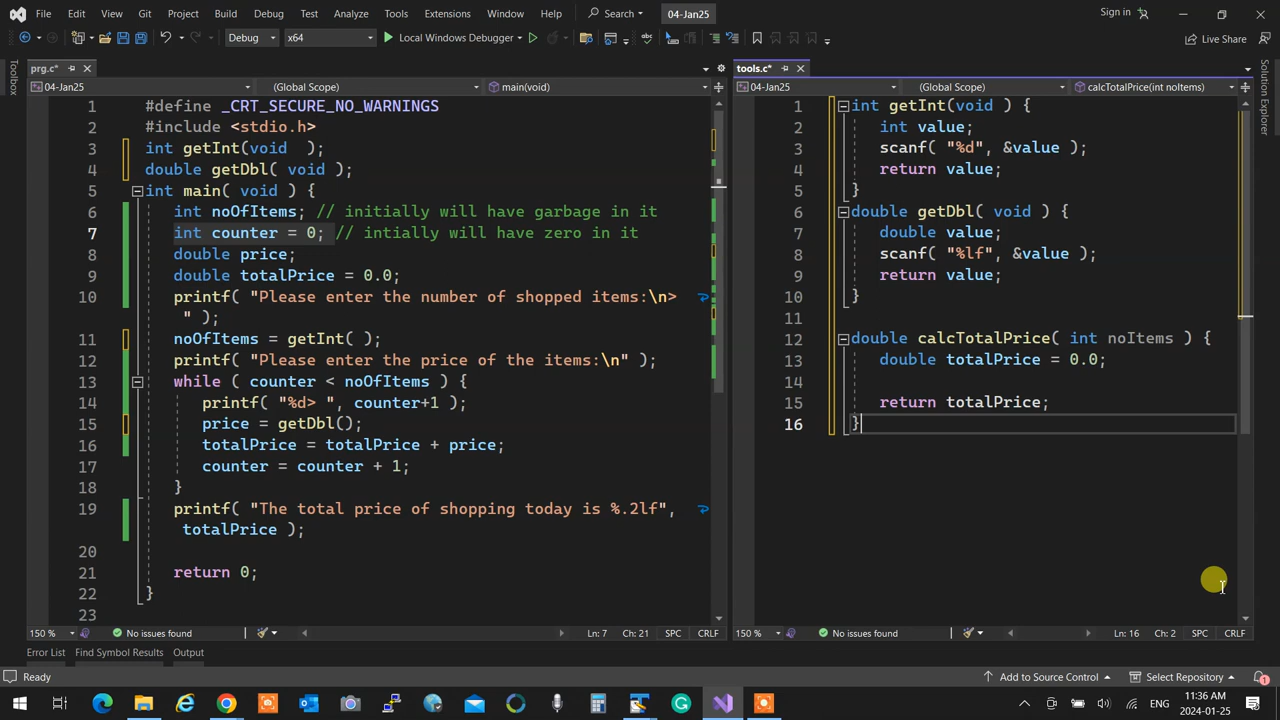 File Edit View Git Project Build Debug Test Analyze Tools Extensions Window Help Search 04-Jan25 Sign in
Debug x64 Local Windows Debugger Live Share
Toolbox
prg.c*
04-Jan25 (Global Scope) main(void)
1 #define _CRT_SECURE_NO_WARNINGS
2 #include <stdio.h>
3 int getInt(void  );
4 double getDbl( void );
5 int main( void ) {
6 int noOfItems; // initially will have garbage in it
7 int counter = 0; // intially will have zero in it
8 double price;
9 double totalPrice = 0.0;
10 printf( "Please enter the number of shopped items:\n>
" );
11 noOfItems = getInt( );
12 printf( "Please enter the price of the items:\n" );
13 while ( counter < noOfItems ) {
14 printf( "%d> ", counter+1 );
15 price = getDbl();
16 totalPrice = totalPrice + price;
17 counter = counter + 1;
18 }
19 printf( "The total price of shopping today is %.2lf",
totalPrice );
20
21 return 0;
22 }
23
150 % No issues found Ln: 7 Ch: 21 SPC CRLF
tools.c*
04-Jan25 (Global Scope) calcTotalPrice(int noItems)
1 int getInt(void ) {
2 int value;
3 scanf( "%d", &value );
4 return value;
5 }
6 double getDbl( void ) {
7 double value;
8 scanf( "%lf", &value );
9 return value;
10 }
11
12 double calcTotalPrice( int noItems ) {
13 double totalPrice = 0.0;
14
15 return totalPrice;
16 }
150 % No issues found Ln: 16 Ch: 2 SPC CRLF
Solution Explorer
Error List Find Symbol Results Output
Ready Add to Source Control Select Repository 1
ENG 11:36 AM
2024-01-25